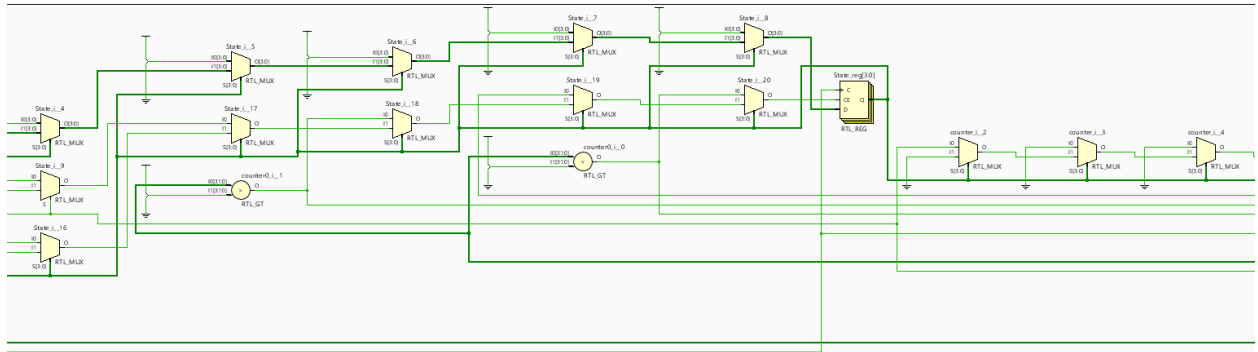 State_i__7
I0[3:0]
I1[3:0]
O[3:0]
S[3:0]
RTL_MUX
State_i__8
I0[3:0]
I1[3:0]
O[3:0]
S[3:0]
RTL_MUX
State_i__5
I0[3:0]
I1[3:0]
O[3:0]
S[3:0]
RTL_MUX
State_i__6
I0[3:0]
I1[3:0]
O[3:0]
S[3:0]
RTL_MUX
State_i__19
I0
I1
O
S[3:0]
RTL_MUX
State_i__20
I0
I1
O
S[3:0]
RTL_MUX
State_reg[3:0]
C
CE
D
Q
RTL_REG
State_i__4
I0[3:0]
I1[3:0]
O[3:0]
S[3:0]
RTL_MUX
State_i__17
I0
I1
O
S[3:0]
RTL_MUX
State_i__18
I0
I1
O
S[3:0]
RTL_MUX
counter_i__2
I0
I1
O
S[3:0]
RTL_MUX
counter_i__3
I0
I1
O
S[3:0]
RTL_MUX
counter_i__4
I0
I1
O
S[3:0]
RTL_MUX
State_i__9
I0
I1
O
S
RTL_MUX
counter0_i__1
I0[31:0]
I1[31:0]
>
O
RTL_GT
counter0_i__0
I0[31:0]
I1[31:0]
>
O
RTL_GT
State_i__16
I0
I1
O
S[3:0]
RTL_MUX